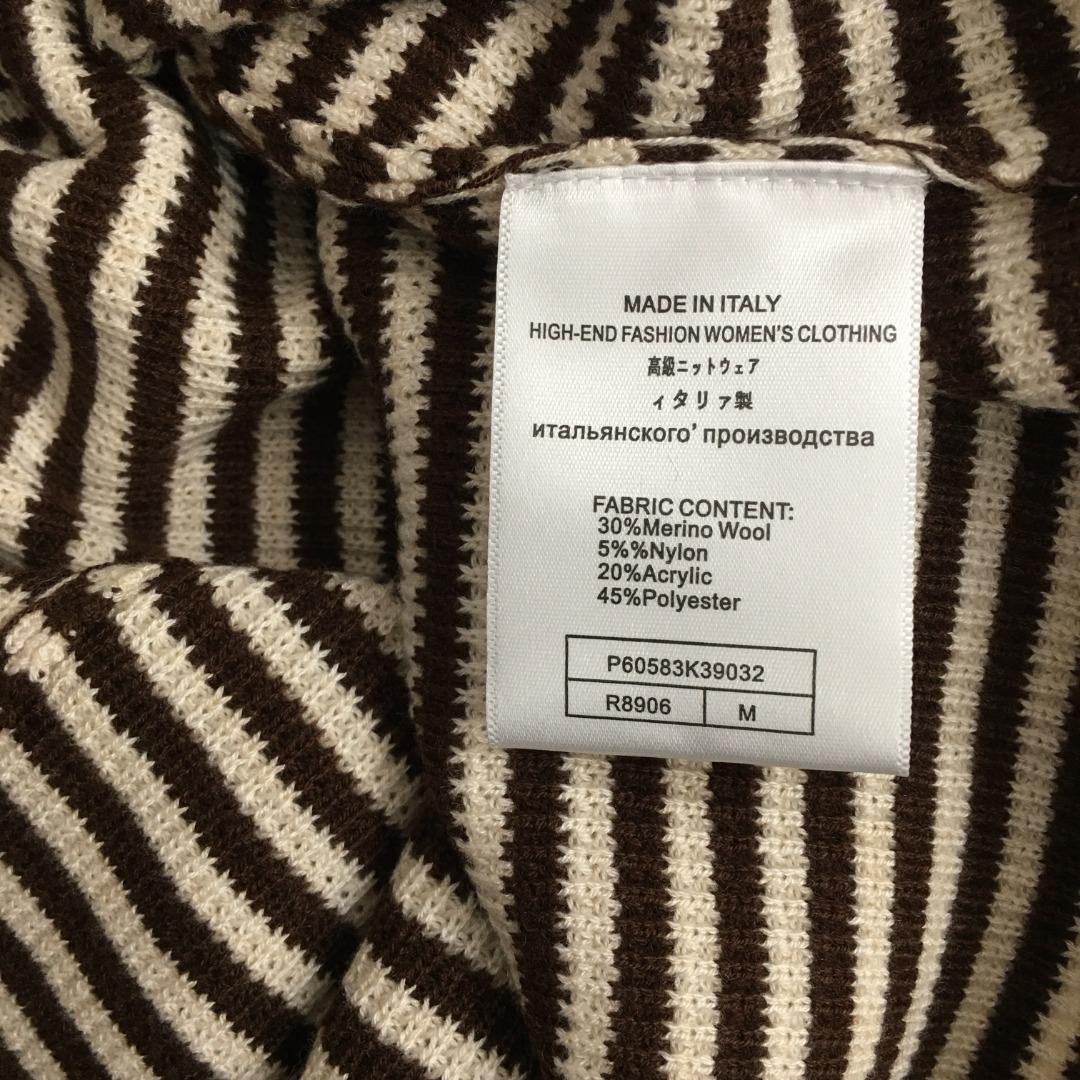 MADE IN ITALY
HIGH-END FASHION WOMEN'S CLOTHING
高級ニットウェア
ィタリァ製
итальянского' производства
FABRIC CONTENT:
30%Merino Wool
5%%Nylon
20%Acrylic
45%Polyester
P60583K39032
R8906 M